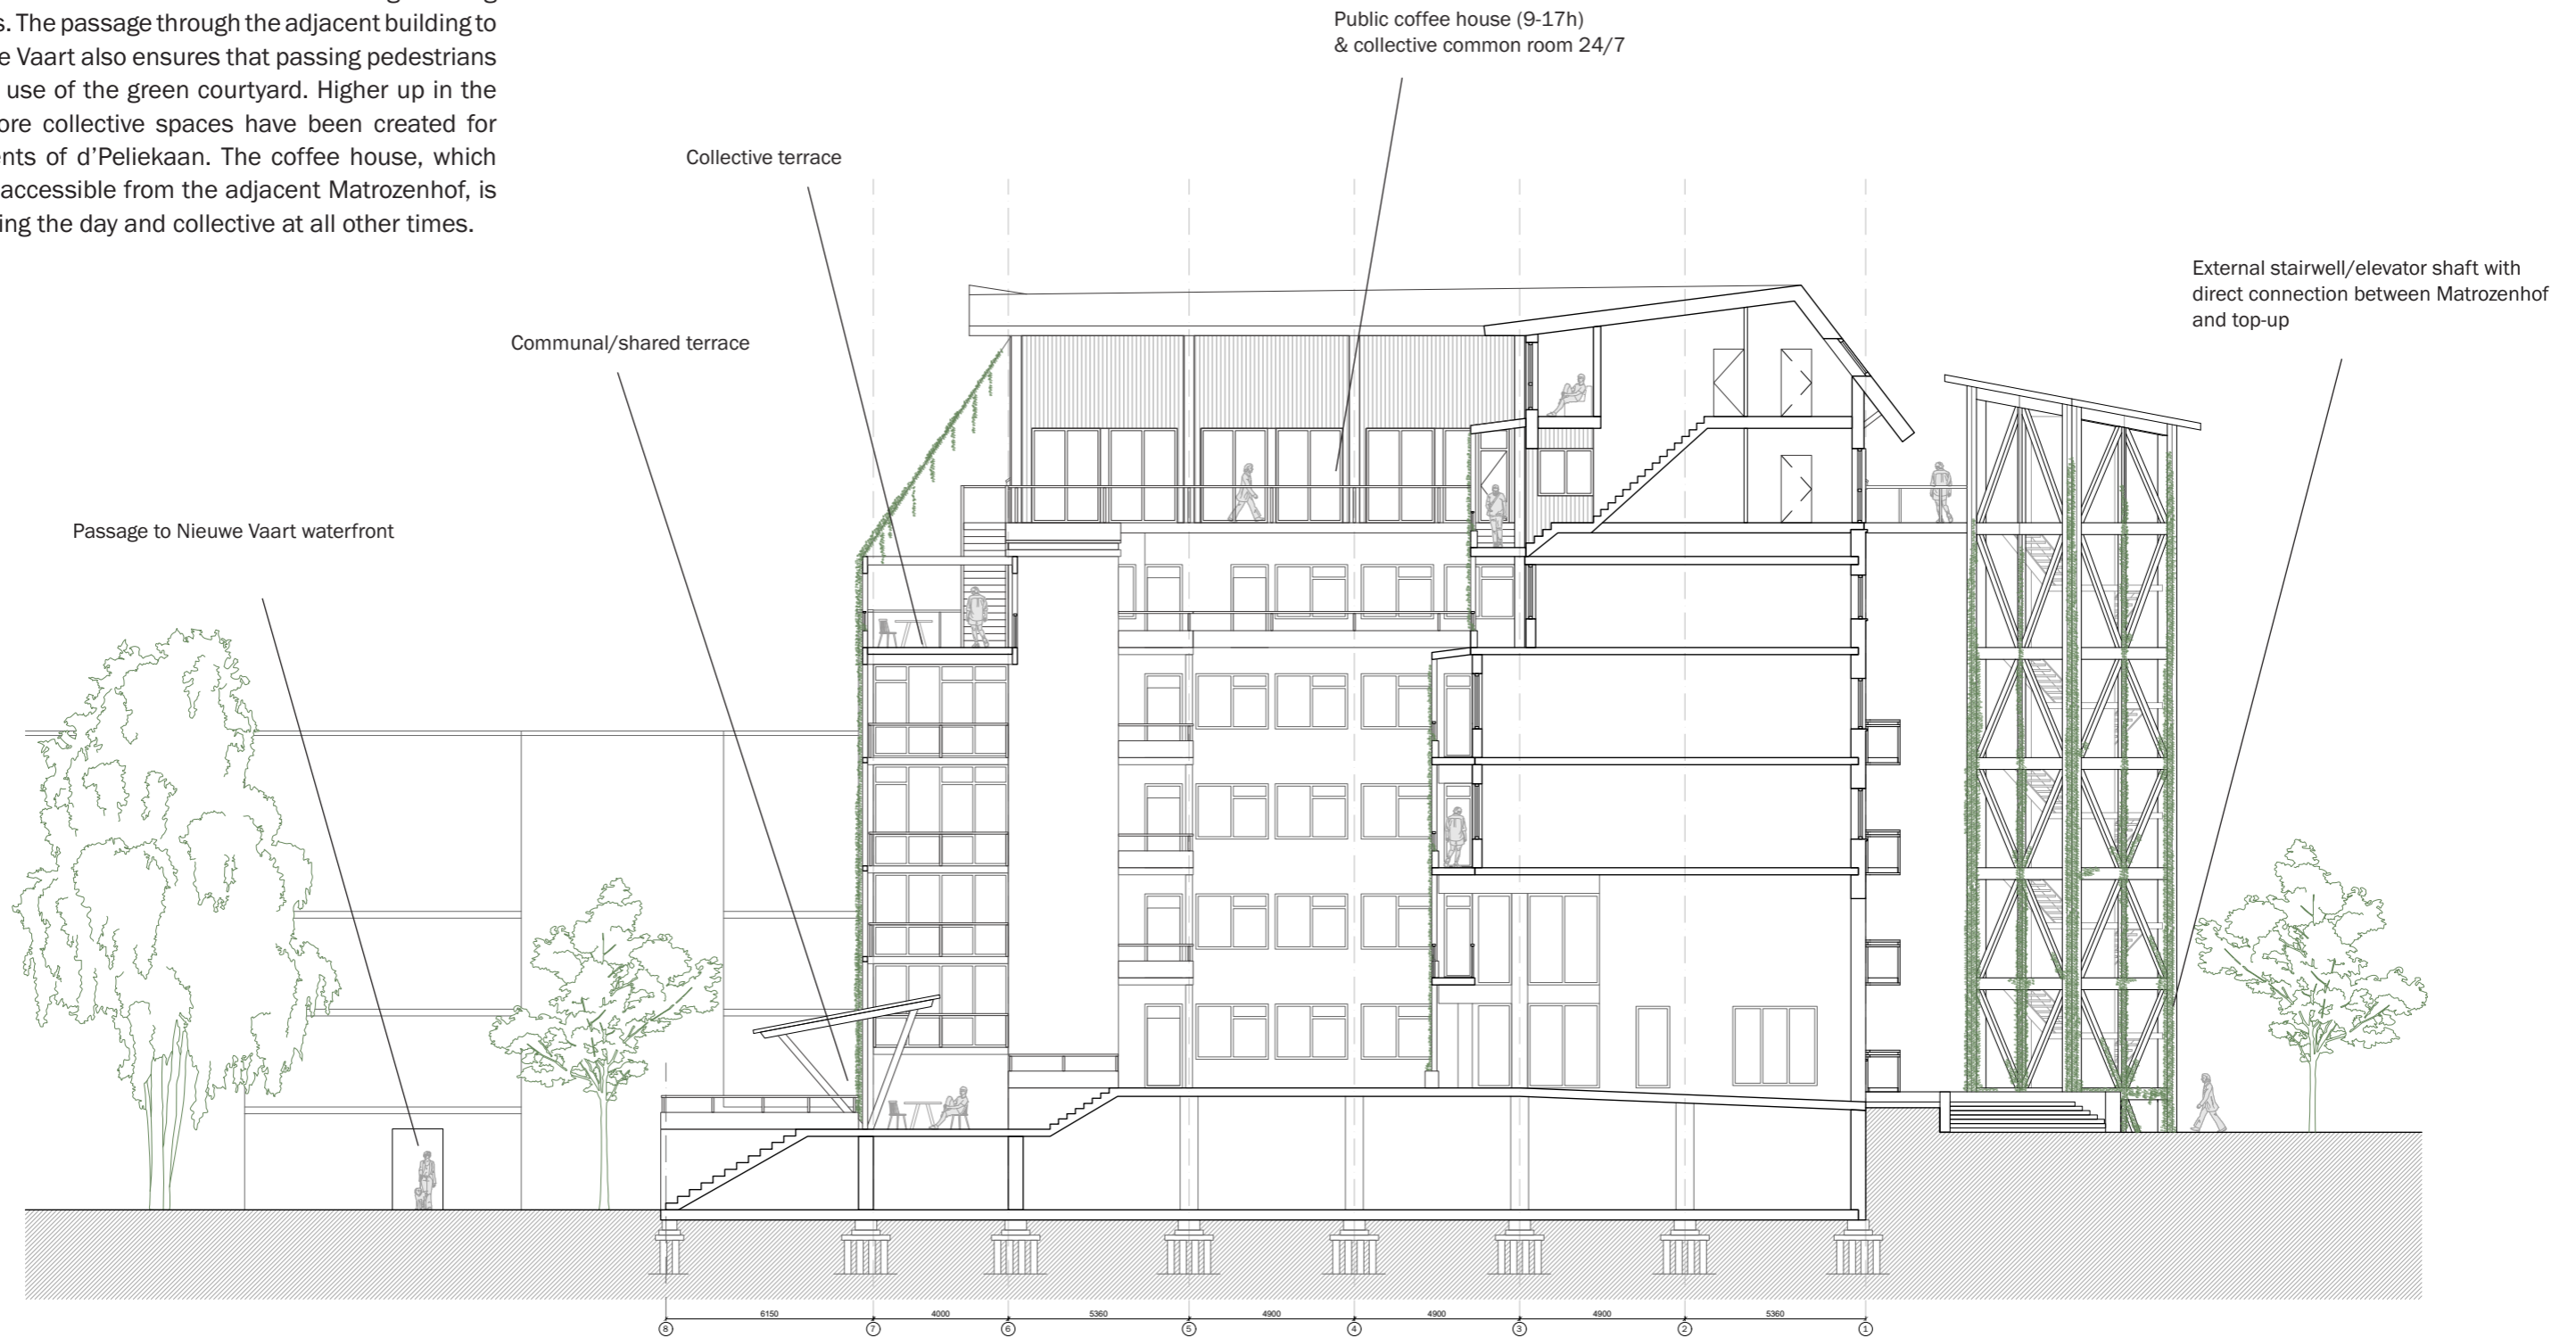 s. The passage through the adjacent building to
e Vaart also ensures that passing pedestrians
use of the green courtyard. Higher up in the
ore collective spaces have been created for
ents of d'Peliekaan. The coffee house, which
accessible from the adjacent Matrozenhof, is
ing the day and collective at all other times.
Public coffee house (9-17h)
& collective common room 24/7
Collective terrace
External stairwell/elevator shaft with
direct connection between Matrozenhof
and top-up
Communal/shared terrace
Passage to Nieuwe Vaart waterfront
6150 4000 5360 4900 4900 4900 5360
8 7 6 5 4 3 2 1